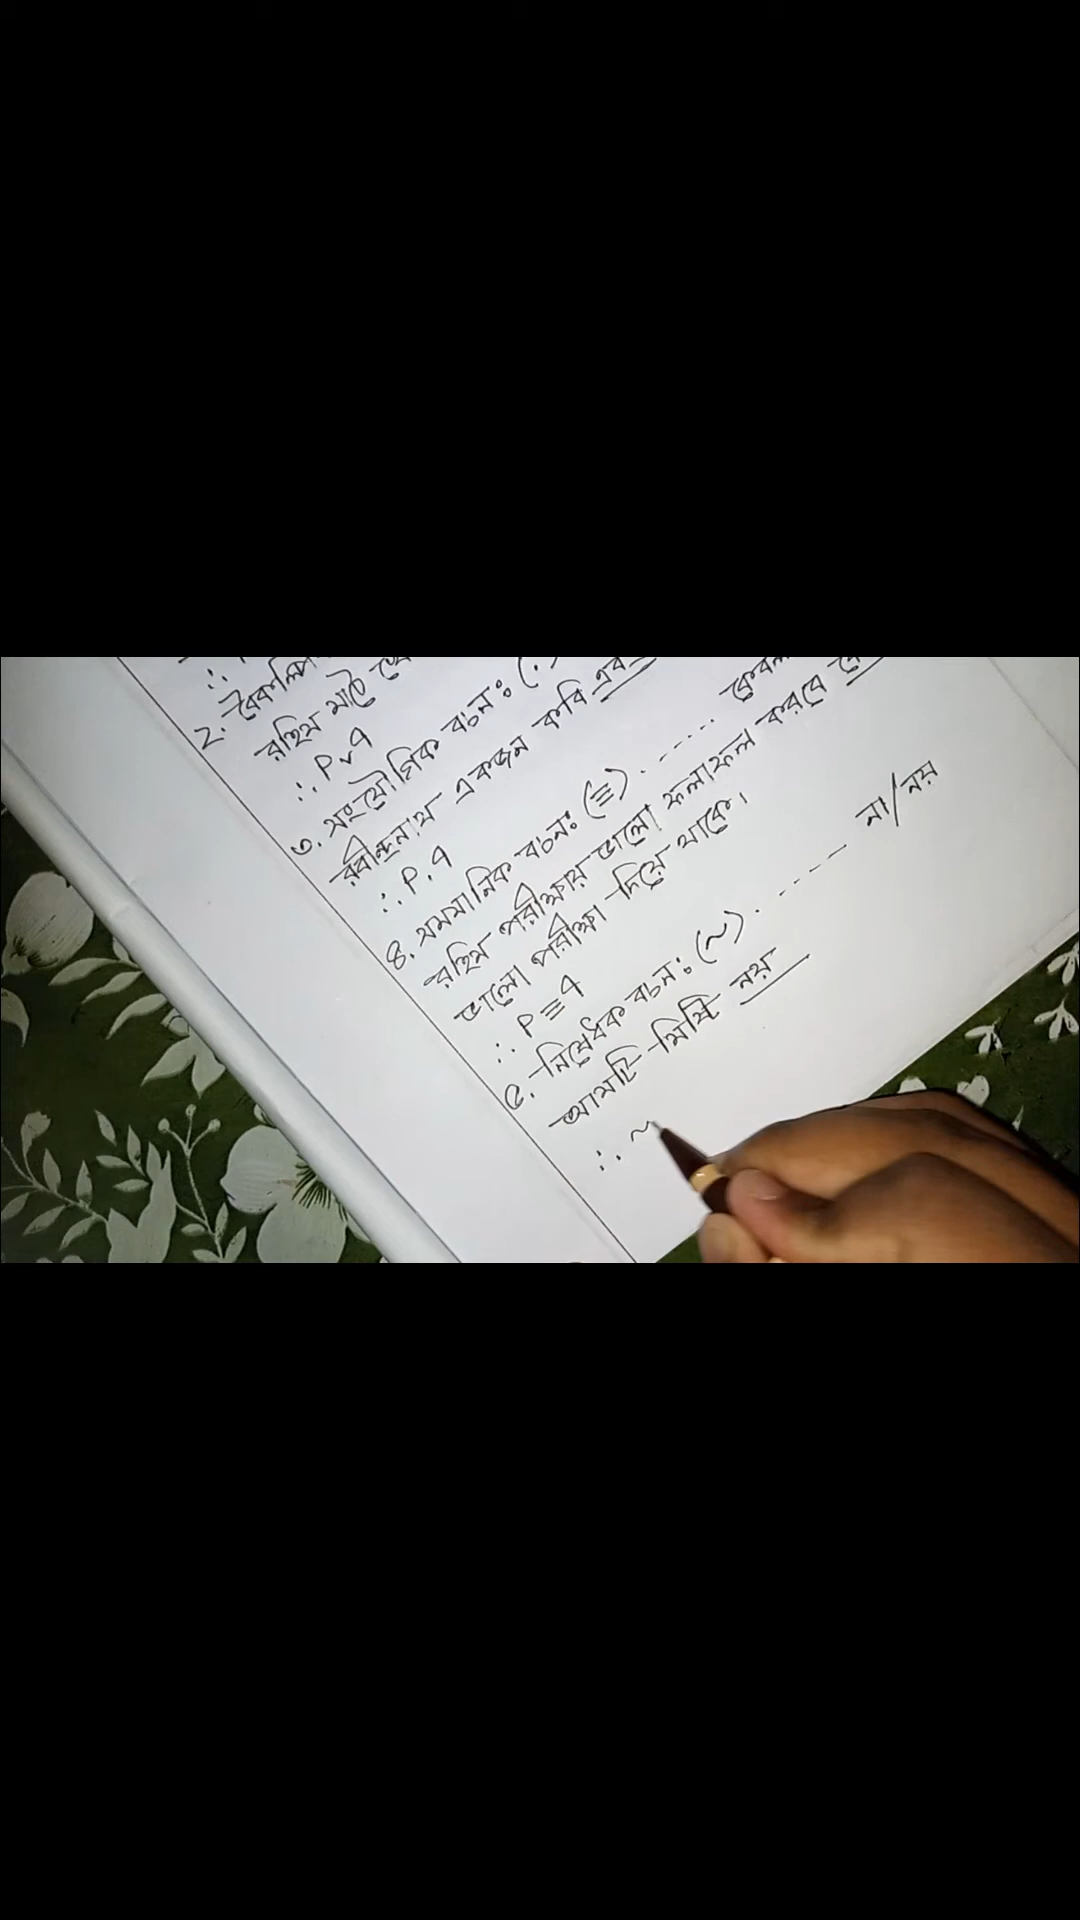 ∴
২. বৈকল্পি
রহিম মাঠে
∴ P v q
৩. সংযৌগিক বচনঃ (·)
রবীন্দ্রনাথ একজন কবি এব
∴ P . q
৪. সমমানিক বচনঃ (≡). ---- কেবল
রহিম পরীক্ষায় ভালো ফলাফল করবে
ভালো পরীক্ষা দিয়ে থাকে।
∴ P ≡ q
৫. নিষেধক বচনঃ (~). ---- না/নয়
আমটি মিষ্টি নয়
∴ ~